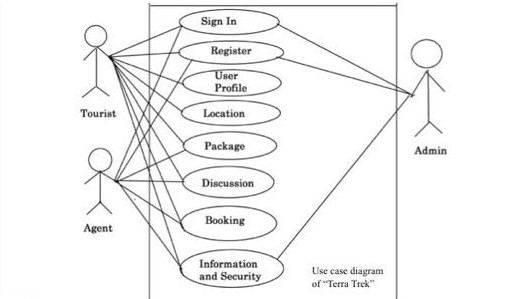 Sign In
Register
User
Profile
Location
Package
Discussion
Booking
Information
and Security
Tourist
Agent
Admin
Use case diagram
of “Terra Trek”